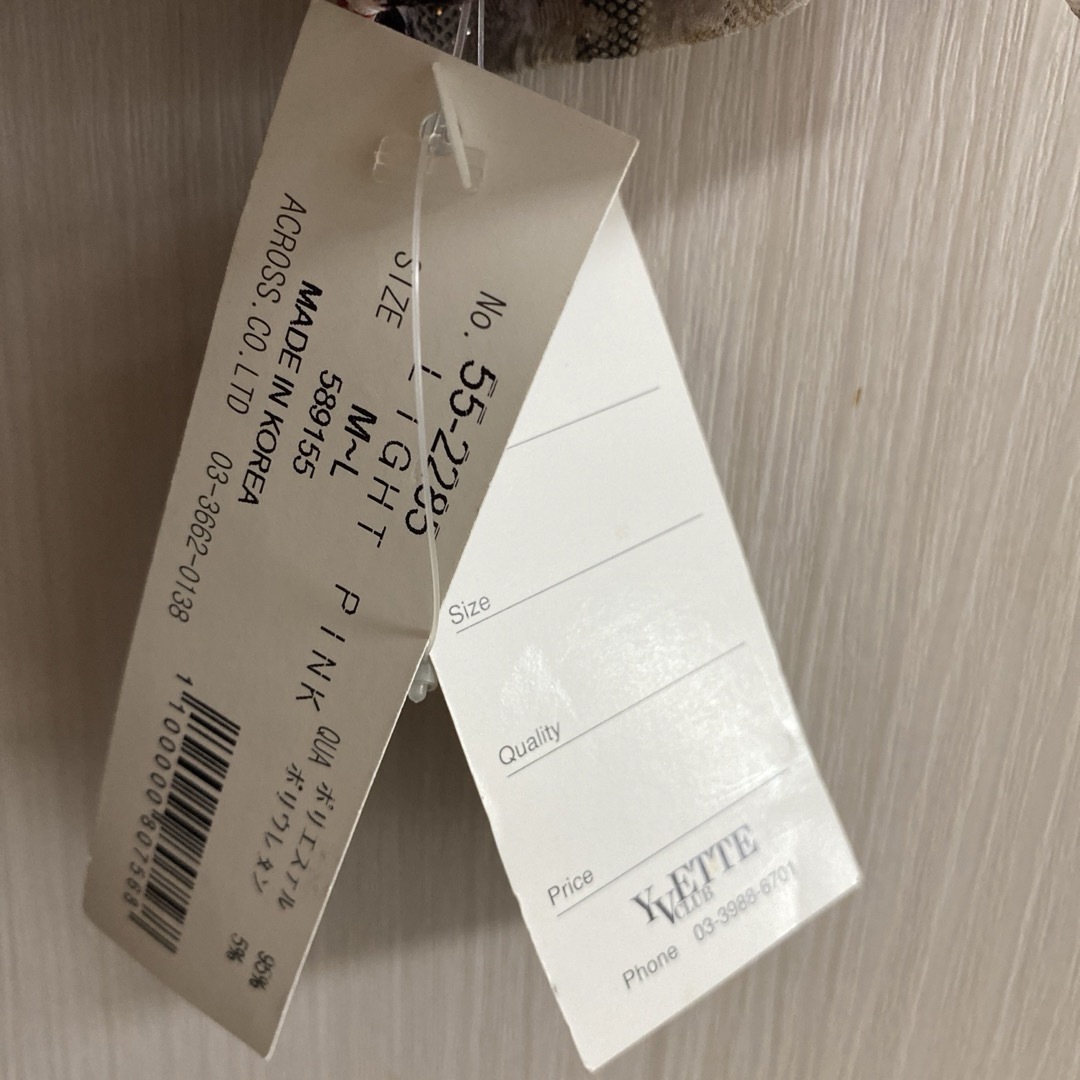 No. 55-2285
SIZE LIGHT PINK
M~L
589155
MADE IN KOREA
ACROSS.CO.LTD 03-3662-0138
QUA ポリエステル 95%
ポリウレタン 5%
1100000807568
Size
Quality
Price
YVETTE
CLUB
Phone 03-3988-6701